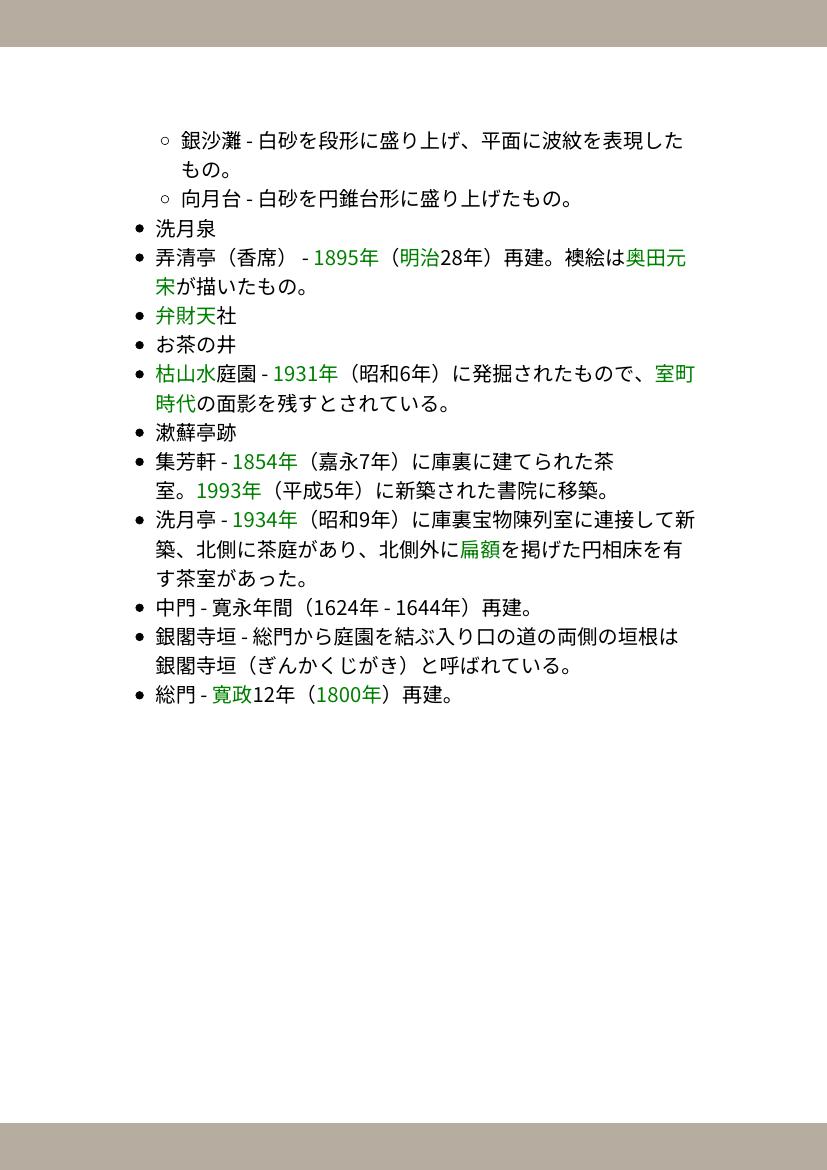 銀沙灘 - 白砂を段形に盛り上げ、平面に波紋を表現した
もの。
向月台 - 白砂を円錐台形に盛り上げたもの。
洗月泉
弄清亭（香席） - 1895年（明治28年）再建。襖絵は奥田元
宋が描いたもの。
弁財天社
お茶の井
枯山水庭園 - 1931年（昭和6年）に発掘されたもので、室町
時代の面影を残すとされている。
漱蘇亭跡
集芳軒 - 1854年（嘉永7年）に庫裏に建てられた茶
室。1993年（平成5年）に新築された書院に移築。
洗月亭 - 1934年（昭和9年）に庫裏宝物陳列室に連接して新
築、北側に茶庭があり、北側外に扁額を掲げた円相床を有
す茶室があった。
中門 - 寛永年間（1624年 - 1644年）再建。
銀閣寺垣 - 総門から庭園を結ぶ入り口の道の両側の垣根は
銀閣寺垣（ぎんかくじがき）と呼ばれている。
総門 - 寛政12年（1800年）再建。